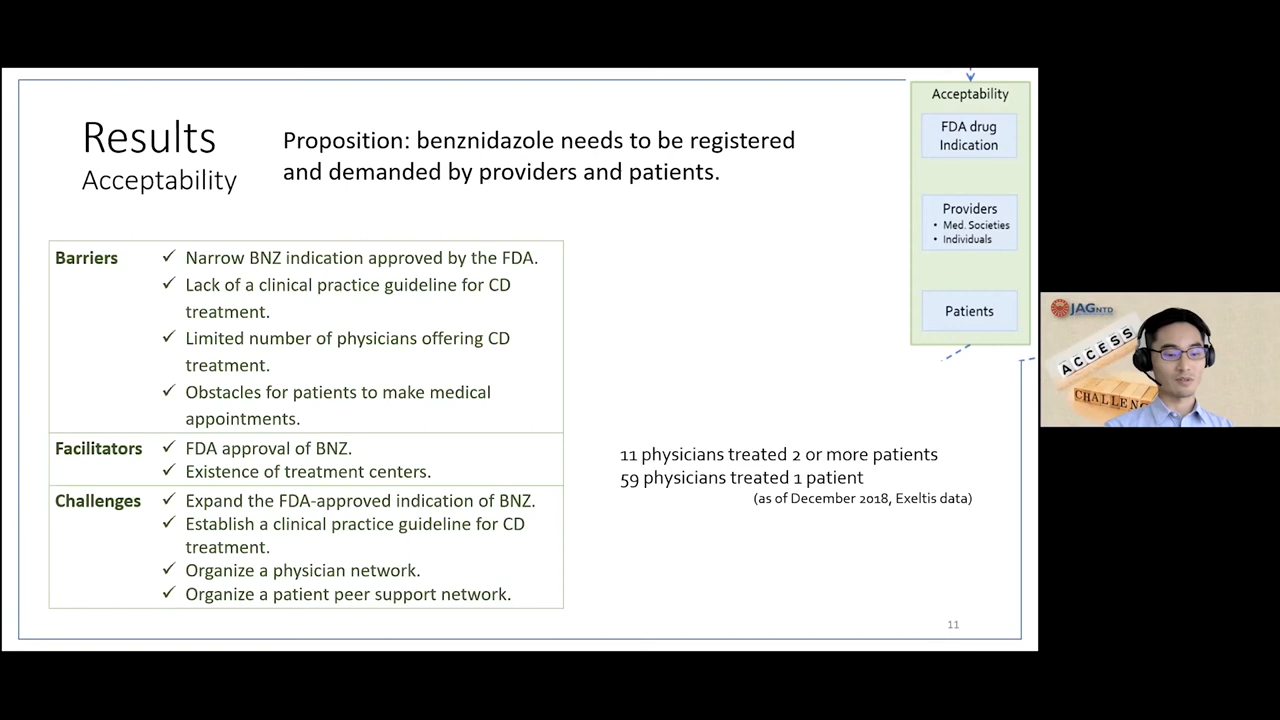 Results
Acceptability
Proposition: benznidazole needs to be registered
and demanded by providers and patients.
Acceptability
FDA drug
Indication
Providers
• Med. Societies
• Individuals
Patients
Barriers
✓ Narrow BNZ indication approved by the FDA.
✓ Lack of a clinical practice guideline for CD
treatment.
✓ Limited number of physicians offering CD
treatment.
✓ Obstacles for patients to make medical
appointments.
Facilitators
✓ FDA approval of BNZ.
✓ Existence of treatment centers.
Challenges
✓ Expand the FDA-approved indication of BNZ.
✓ Establish a clinical practice guideline for CD
treatment.
✓ Organize a physician network.
✓ Organize a patient peer support network.
11 physicians treated 2 or more patients
59 physicians treated 1 patient
(as of December 2018, Exeltis data)
11
JAGNTD
ACCESS
CHALLENG